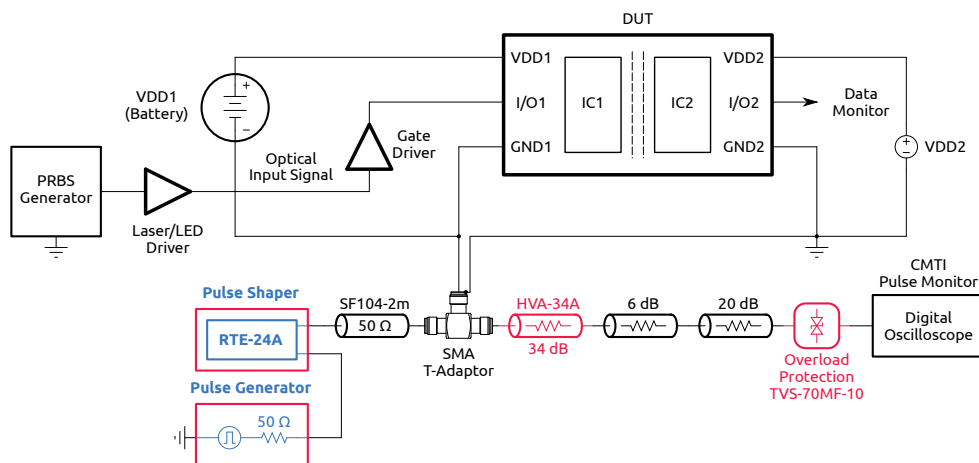 DUT
VDD1
(Battery)
+
−
VDD1
I/O1
GND1
IC1
IC2
VDD2
I/O2
GND2
Data
Monitor
+
−
VDD2
Gate
Driver
Optical
Input Signal
PRBS
Generator
Laser/LED
Driver
CMTI
Pulse Monitor
Pulse Shaper
RTE-24A
SF104-2m
50 Ω
SMA
T-Adaptor
HVA-34A
34 dB
6 dB
20 dB
Digital
Oscilloscope
Overload
Protection
TVS-70MF-10
Pulse Generator
50 Ω